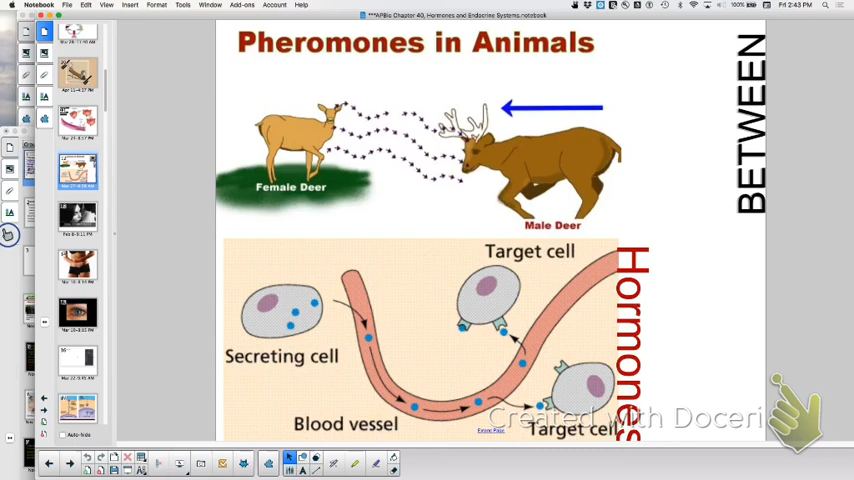 Notebook File Edit View Insert Format Tools Window Add-ons Account Help
100%
Fri 2:43 PM
***APBio Chapter 40, Hormones and Endocrine Systems.notebook
Pheromones in Animals
BETWEEN
Female Deer
Male Deer
Target cell
Hormones
Secreting cell
Blood vessel
Target cell
Created with Doceri
Extend Page
Auto-hide